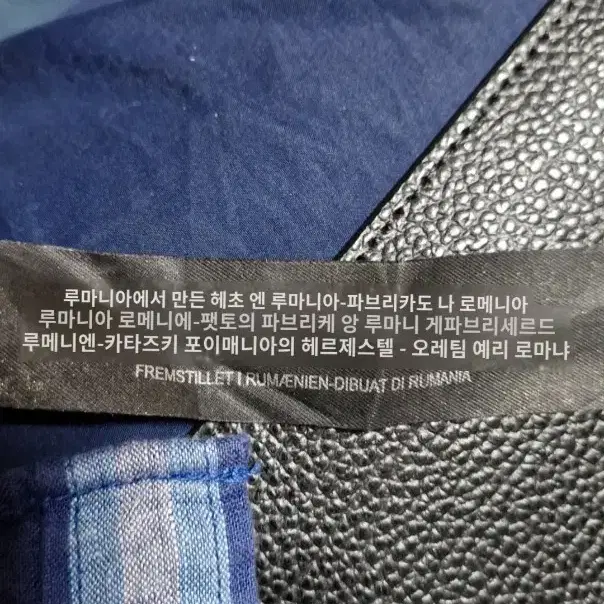 루마니아에서 만든 헤초 엔 루마니아-파브리카도 나 로메니아
루마니아 로메니에-팻토의 파브리케 앙 루마니 게파브리세르드
루메니엔-카타즈키 포이매니아의 헤르제스텔 - 오레팀 예리 로마냐
FREMSTILLET I RUMÆNIEN-DIBUAT DI RUMANIA